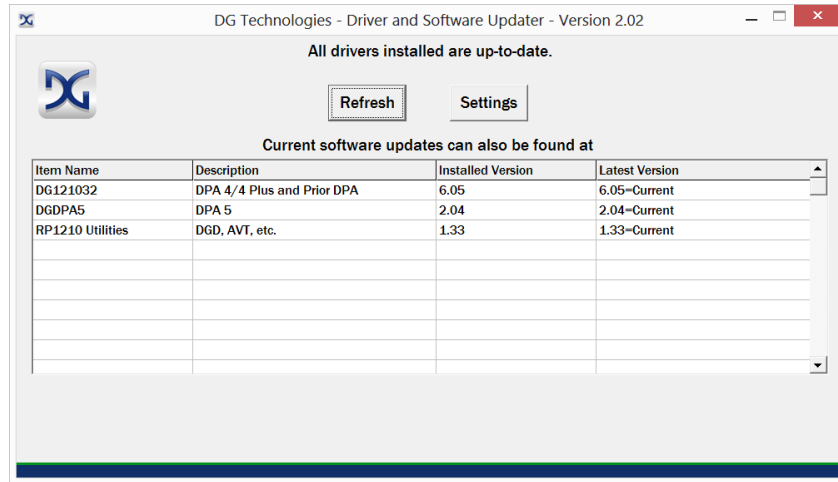 DG Technologies - Driver and Software Updater - Version 2.02
All drivers installed are up-to-date.
DG
Refresh Settings
Current software updates can also be found at
Item Name Description Installed Version Latest Version
DG121032 DPA 4/4 Plus and Prior DPA 6.05 6.05=Current
DGDPA5 DPA 5 2.04 2.04=Current
RP1210 Utilities DGD, AVT, etc. 1.33 1.33=Current